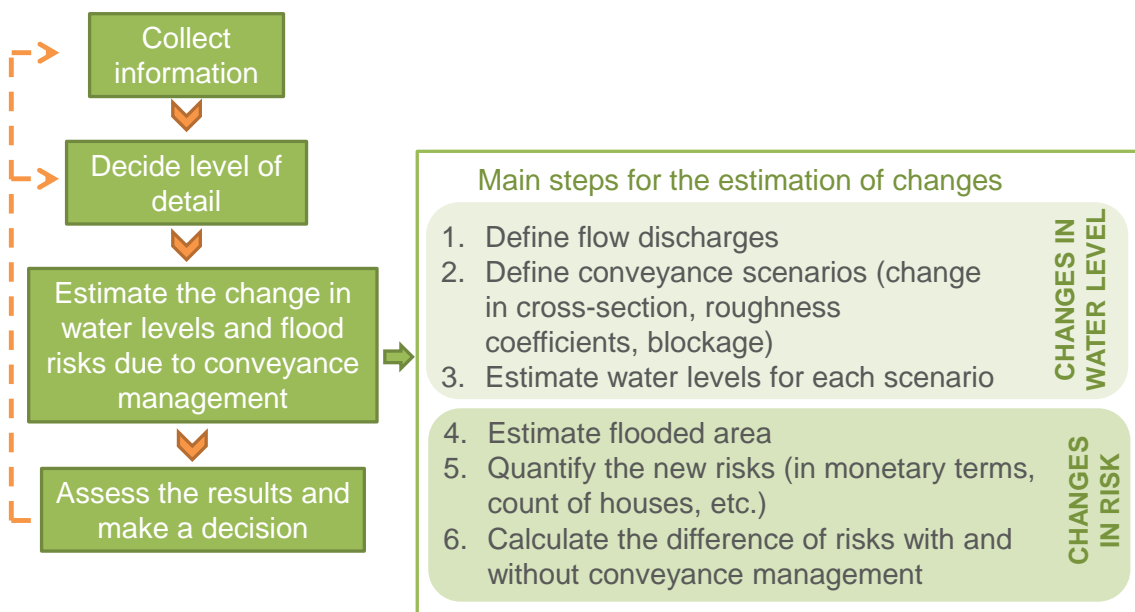 Collect
information
Decide level of
detail
Estimate the change in
water levels and flood
risks due to conveyance
management
Assess the results and
make a decision
Main steps for the estimation of changes
1. Define flow discharges
2. Define conveyance scenarios (change
in cross-section, roughness
coefficients, blockage)
3. Estimate water levels for each scenario
CHANGES IN
WATER LEVEL
4. Estimate flooded area
5. Quantify the new risks (in monetary terms,
count of houses, etc.)
6. Calculate the difference of risks with and
without conveyance management
CHANGES
IN RISK